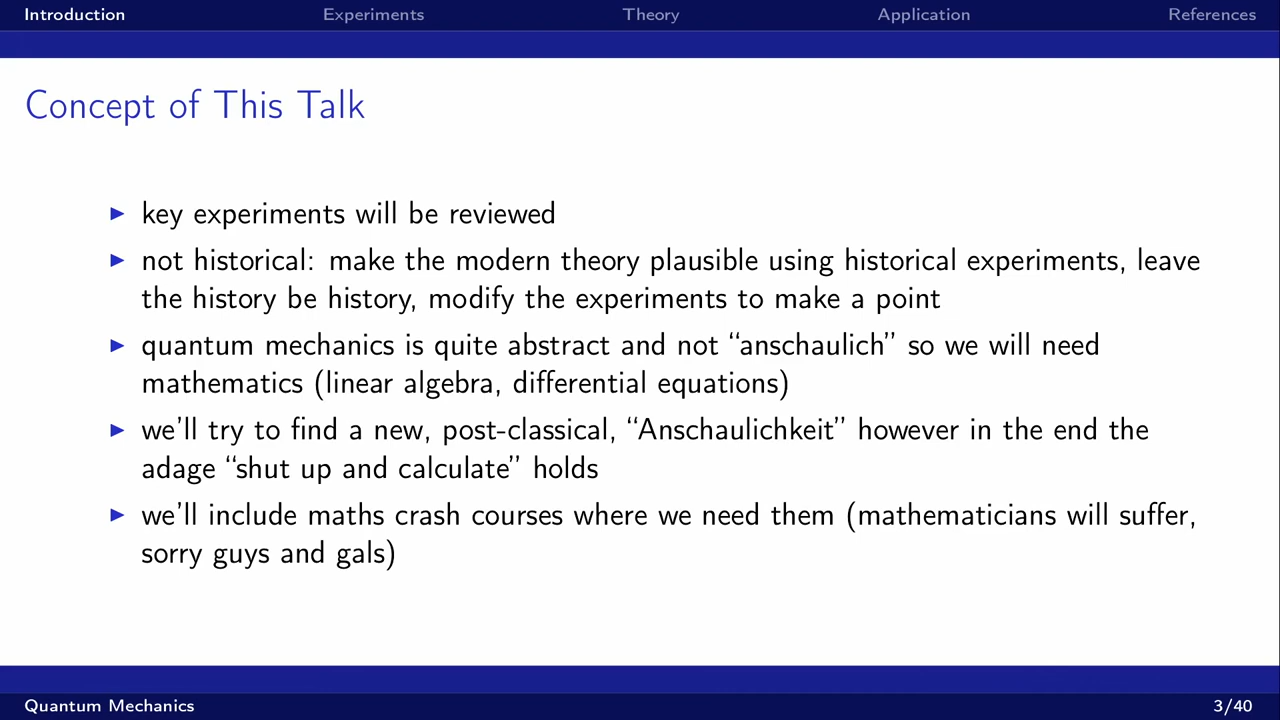 Introduction Experiments Theory Application References
Concept of This Talk
key experiments will be reviewed
not historical: make the modern theory plausible using historical experiments, leave
the history be history, modify the experiments to make a point
quantum mechanics is quite abstract and not “anschaulich” so we will need
mathematics (linear algebra, differential equations)
we’ll try to find a new, post-classical, “Anschaulichkeit” however in the end the
adage “shut up and calculate” holds
we’ll include maths crash courses where we need them (mathematicians will suffer,
sorry guys and gals)
Quantum Mechanics 3/40